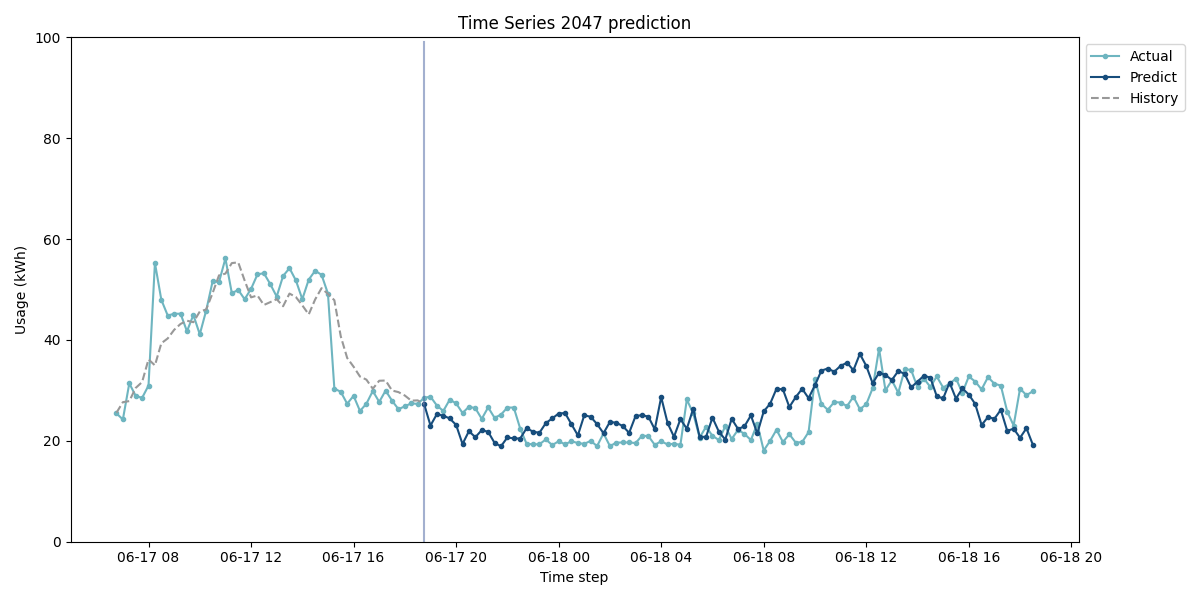 Time Series 2047 prediction
100
80
60
40
20
0
Usage (kWh)
06-17 08
06-17 12
06-17 16
06-17 20
06-18 00
06-18 04
06-18 08
06-18 12
06-18 16
06-18 20
Time step
Actual
Predict
History